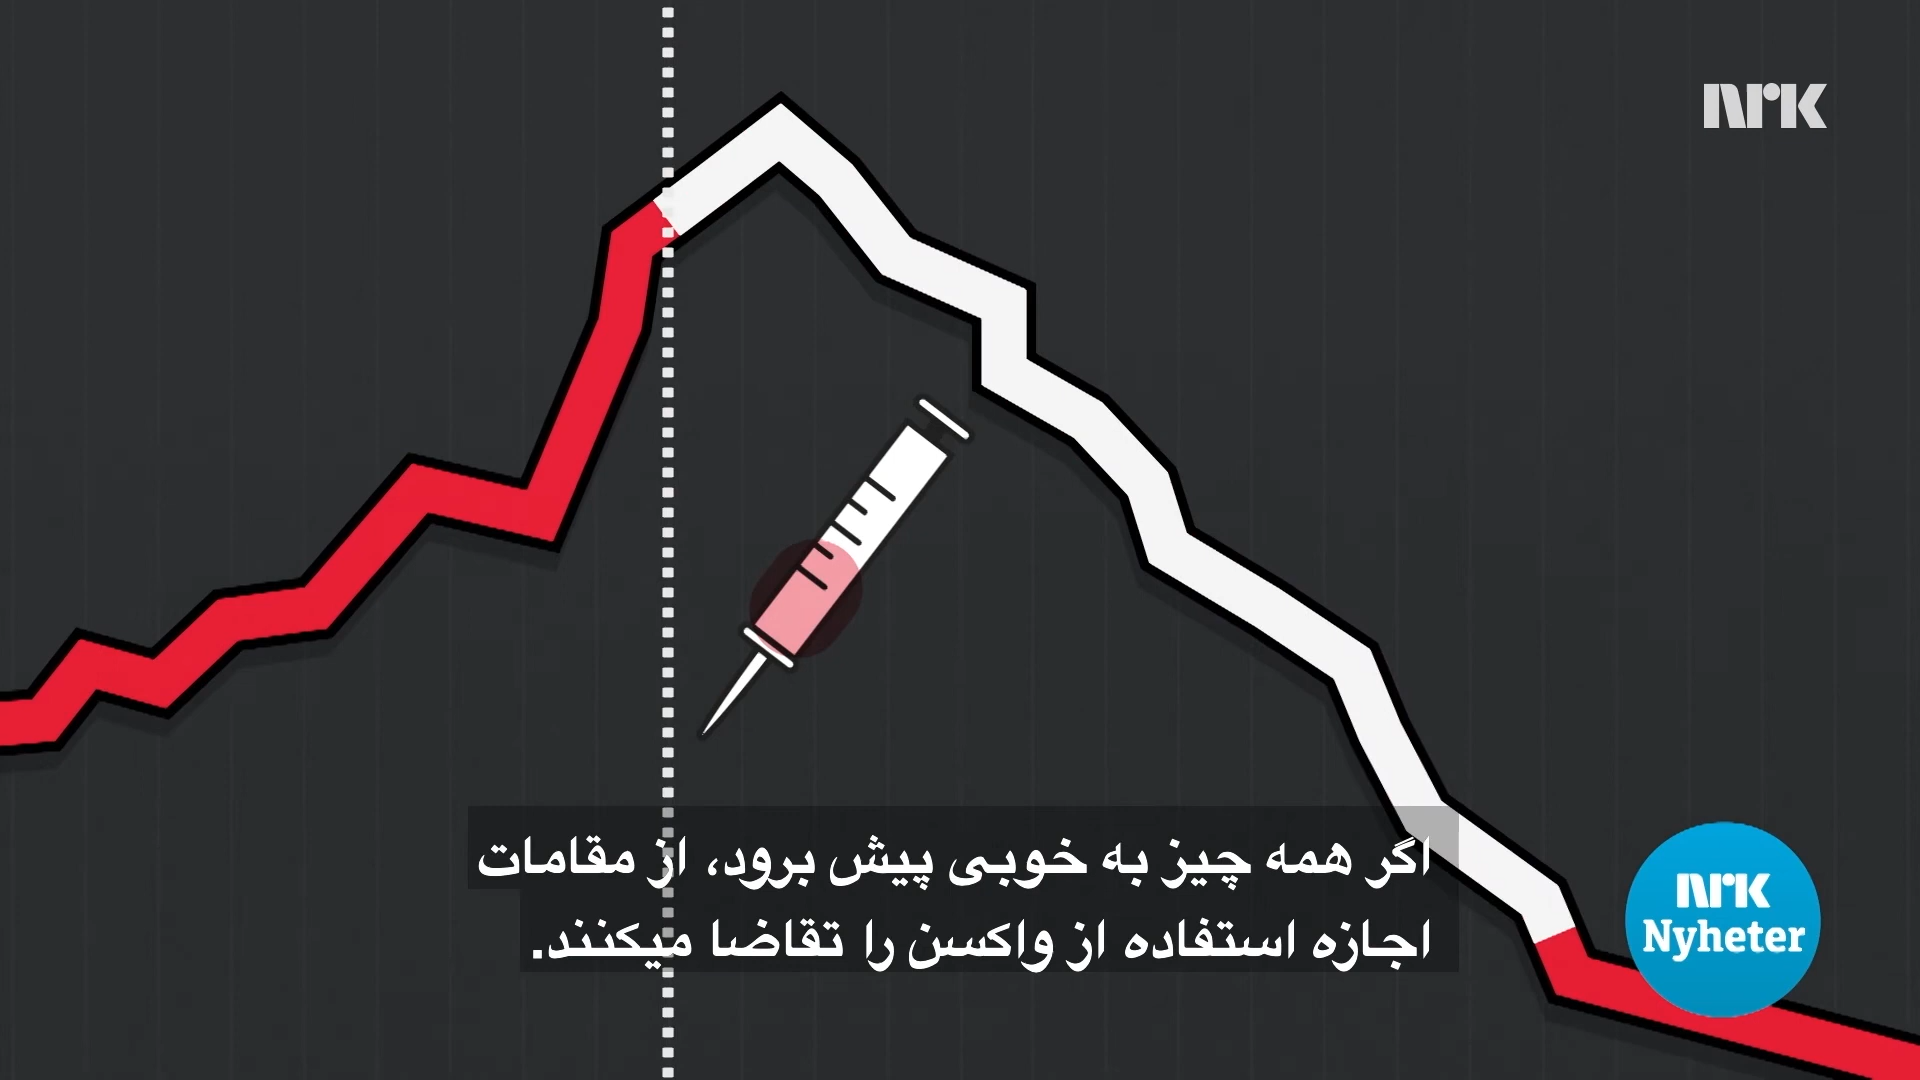 nrk
اگر همه چیز به خوبی پیش برود، از مقامات
اجازه استفاده از واکسن را تقاضا میکنند.
nrk
Nyheter